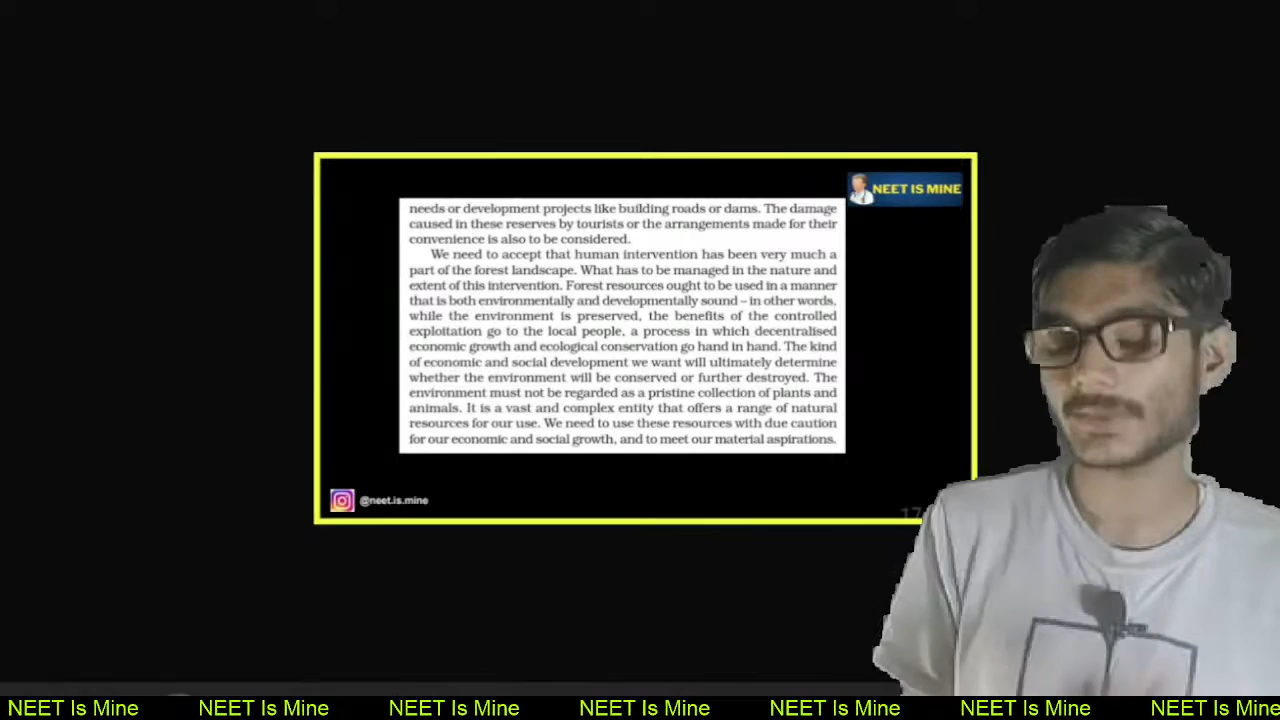 NEET IS MINE
needs or development projects like building roads or dams. The damage
caused in these reserves by tourists or the arrangements made for their
convenience is also to be considered.
We need to accept that human intervention has been very much a
part of the forest landscape. What has to be managed in the nature and
extent of this intervention. Forest resources ought to be used in a manner
that is both environmentally and developmentally sound – in other words,
while the environment is preserved, the benefits of the controlled
exploitation go to the local people, a process in which decentralised
economic growth and ecological conservation go hand in hand. The kind
of economic and social development we want will ultimately determine
whether the environment will be conserved or further destroyed. The
environment must not be regarded as a pristine collection of plants and
animals. It is a vast and complex entity that offers a range of natural
resources for our use. We need to use these resources with due caution
for our economic and social growth, and to meet our material aspirations.
@neet.is.mine
NEET Is Mine NEET Is Mine NEET Is Mine NEET Is Mine NEET Is Mine NEET Is Mine NEET Is Mine